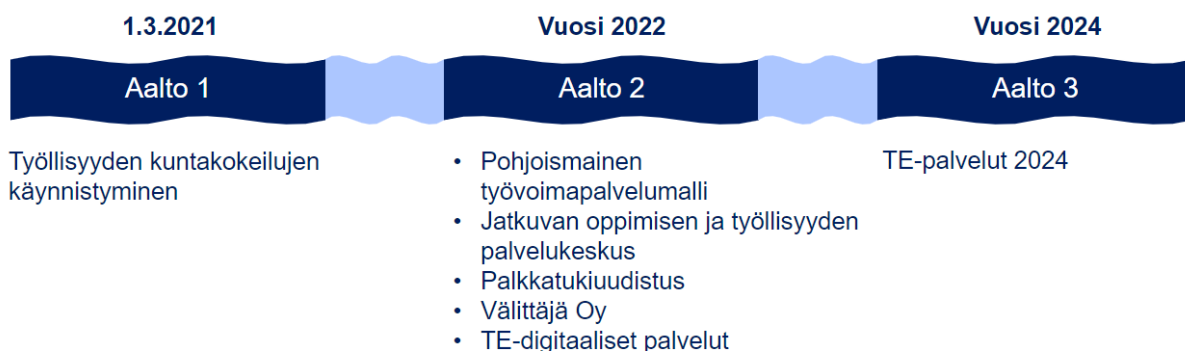 1.3.2021
Aalto 1
Työllisyyden kuntakokeilujen
käynnistyminen
Vuosi 2022
Aalto 2
• Pohjoismainen
työvoimapalvelumalli
• Jatkuvan oppimisen ja työllisyyden
palvelukeskus
• Palkkatukiuudistus
• Välittäjä Oy
• TE-digitaaliset palvelut
Vuosi 2024
Aalto 3
TE-palvelut 2024